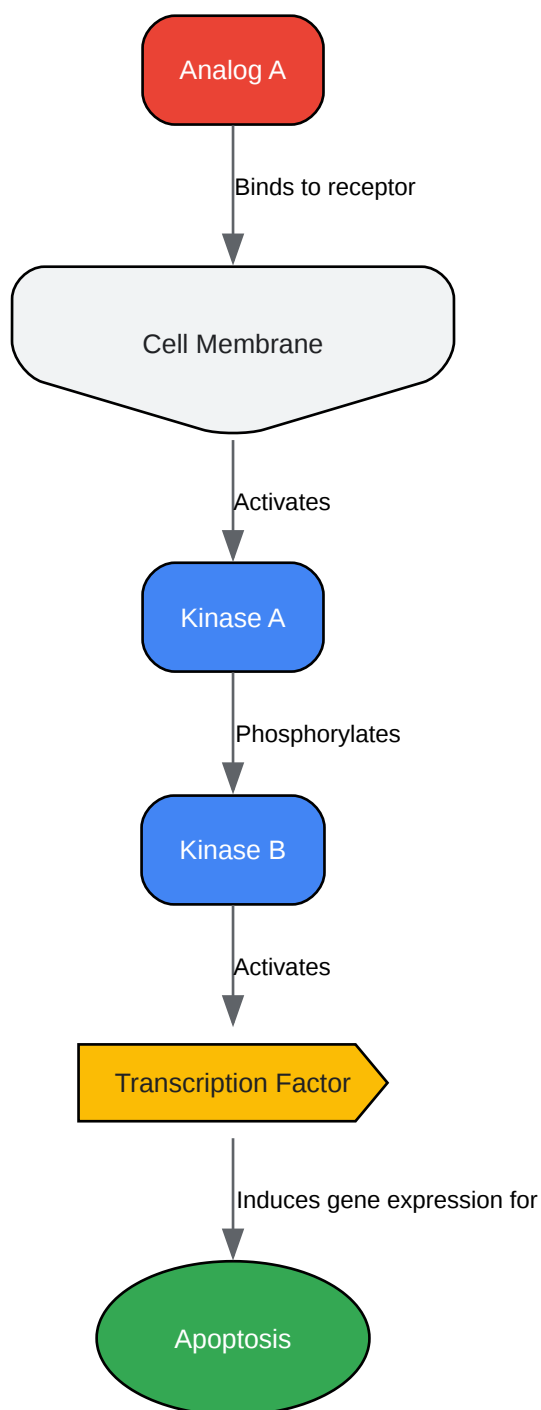 Analog A
Binds to receptor
Cell Membrane
Activates
Kinase A
Phosphorylates
Kinase B
Activates
Transcription Factor
Induces gene expression for
Apoptosis